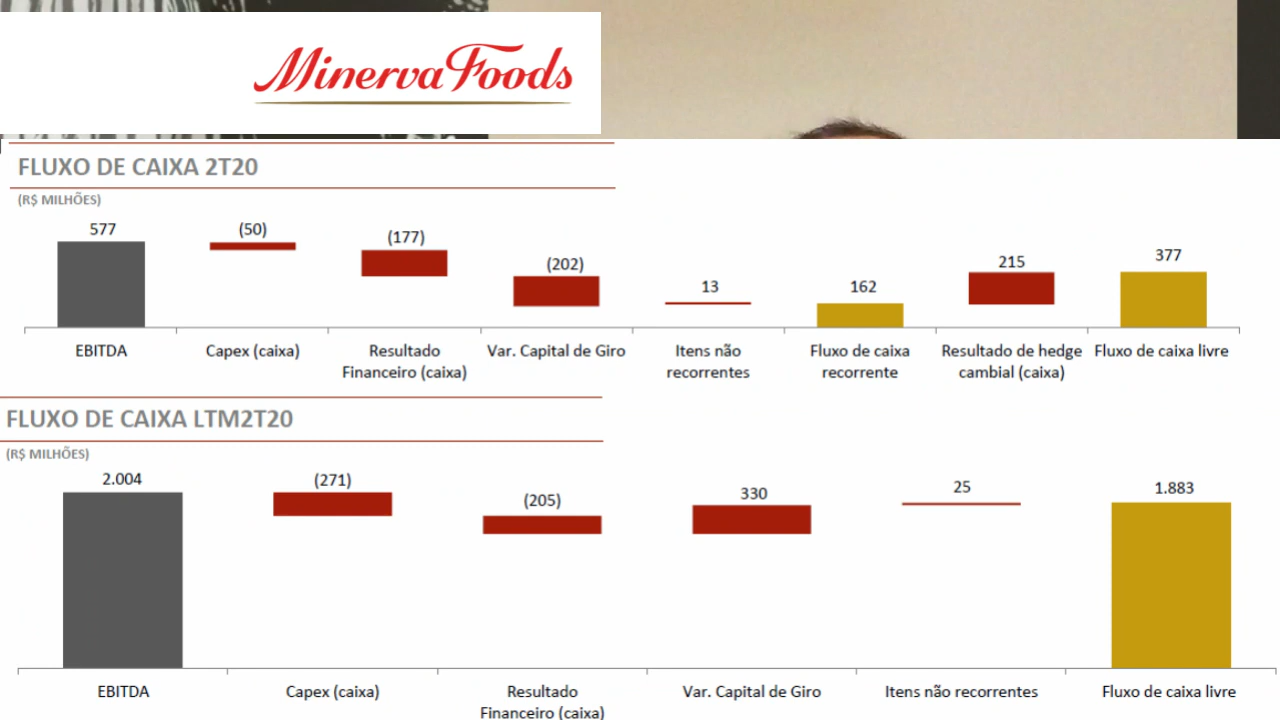 Minerva Foods
FLUXO DE CAIXA 2T20
(R$ MILHÕES)
577
(50)
(177)
(202)
13
162
215
377
EBITDA
Capex (caixa)
Resultado
Financeiro (caixa)
Var. Capital de Giro
Itens não
recorrentes
Fluxo de caixa
recorrente
Resultado de hedge
cambial (caixa)
Fluxo de caixa livre
FLUXO DE CAIXA LTM2T20
(R$ MILHÕES)
2.004
(271)
(205)
330
25
1.883
EBITDA
Capex (caixa)
Resultado
Financeiro (caixa)
Var. Capital de Giro
Itens não recorrentes
Fluxo de caixa livre